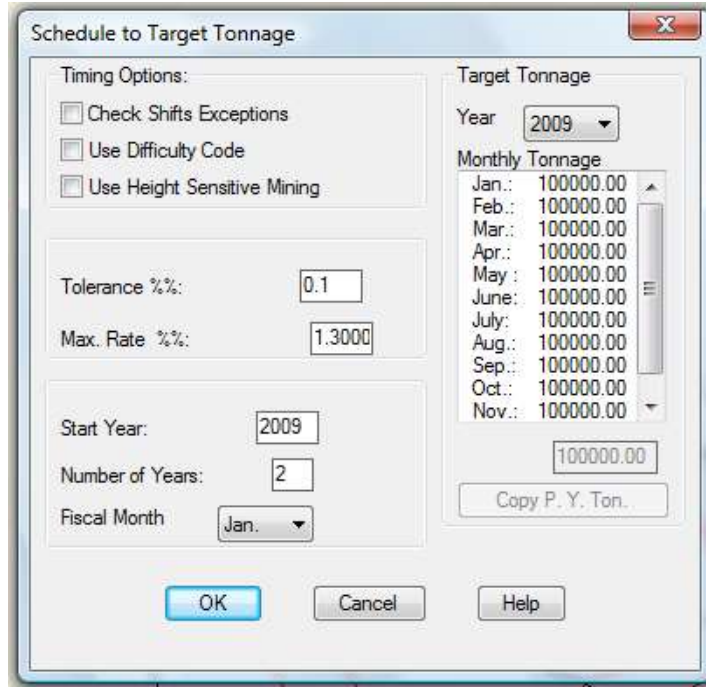 Schedule to Target Tonnage
Timing Options:
Check Shifts Exceptions
Use Difficulty Code
Use Height Sensitive Mining
Tolerance %%: 0.1
Max. Rate %%: 1.3000
Start Year: 2009
Number of Years: 2
Fiscal Month Jan.
Target Tonnage
Year 2009
Monthly Tonnage
Jan.: 100000.00
Feb.: 100000.00
Mar.: 100000.00
Apr.: 100000.00
May : 100000.00
June: 100000.00
July: 100000.00
Aug.: 100000.00
Sep.: 100000.00
Oct.: 100000.00
Nov.: 100000.00
100000.00
Copy P. Y. Ton.
OK Cancel Help